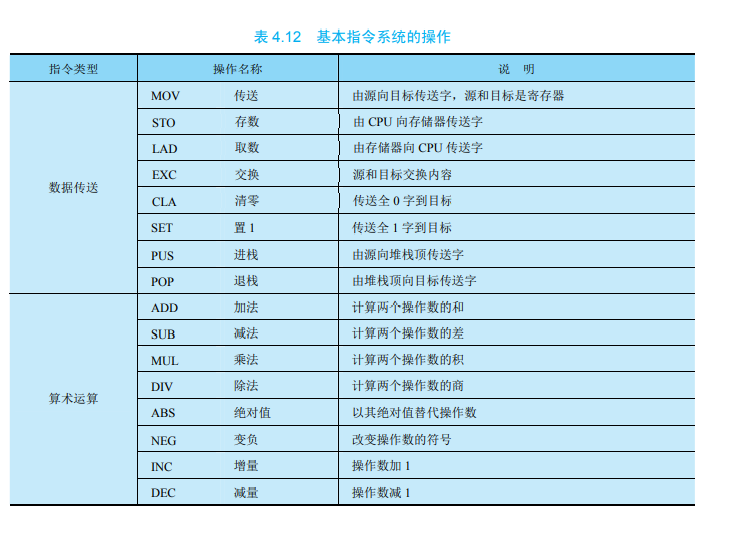 表 4.12 基本指令系统的操作
指令类型 操作名称 说 明
数据传送
MOV 传送 由源向目标传送字，源和目标是寄存器
STO 存数 由 CPU 向存储器传送字
LAD 取数 由存储器向 CPU 传送字
EXC 交换 源和目标交换内容
CLA 清零 传送全 0 字到目标
SET 置 1 传送全 1 字到目标
PUS 进栈 由源向堆栈顶传送字
POP 退栈 由堆栈顶向目标传送字
算术运算
ADD 加法 计算两个操作数的和
SUB 减法 计算两个操作数的差
MUL 乘法 计算两个操作数的积
DIV 除法 计算两个操作数的商
ABS 绝对值 以其绝对值替代操作数
NEG 变负 改变操作数的符号
INC 增量 操作数加 1
DEC 减量 操作数减 1